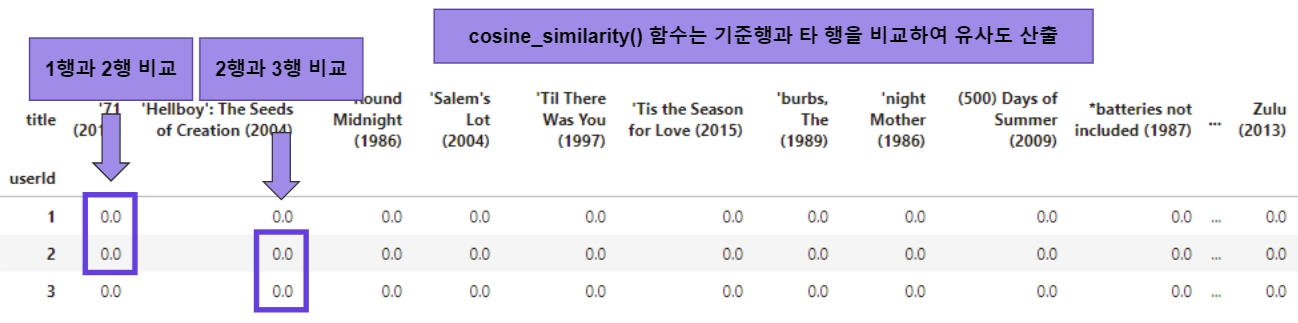 cosine_similarity() 함수는 기준행과 타 행을 비교하여 유사도 산출
1행과 2행 비교
2행과 3행 비교
title
'71
(201
'Hellboy': The Seeds
of Creation (2004)
'Round
Midnight
(1986)
'Salem's
Lot
(2004)
'Til There
Was You
(1997)
'Tis the Season
for Love (2015)
'burbs,
The
(1989)
'night
Mother
(1986)
(500) Days of
Summer
(2009)
*batteries not
included (1987)
...
Zulu
(2013)
userId
1 0.0 0.0 0.0 0.0 0.0 0.0 0.0 0.0 0.0 0.0 ... 0.0
2 0.0 0.0 0.0 0.0 0.0 0.0 0.0 0.0 0.0 0.0 ... 0.0
3 0.0 0.0 0.0 0.0 0.0 0.0 0.0 0.0 0.0 0.0 ... 0.0